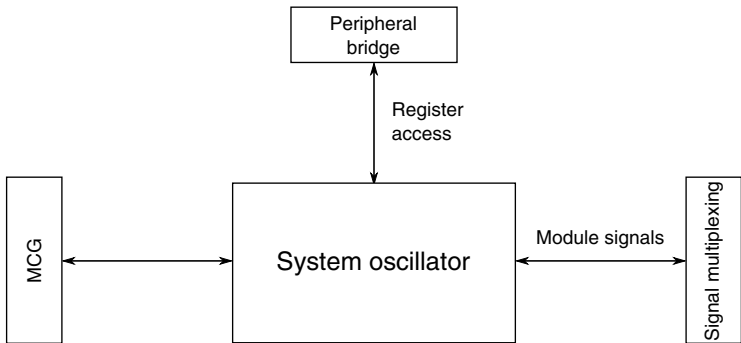 Peripheral
bridge
Register
access
MCG
System oscillator
Module signals
Signal multiplexing